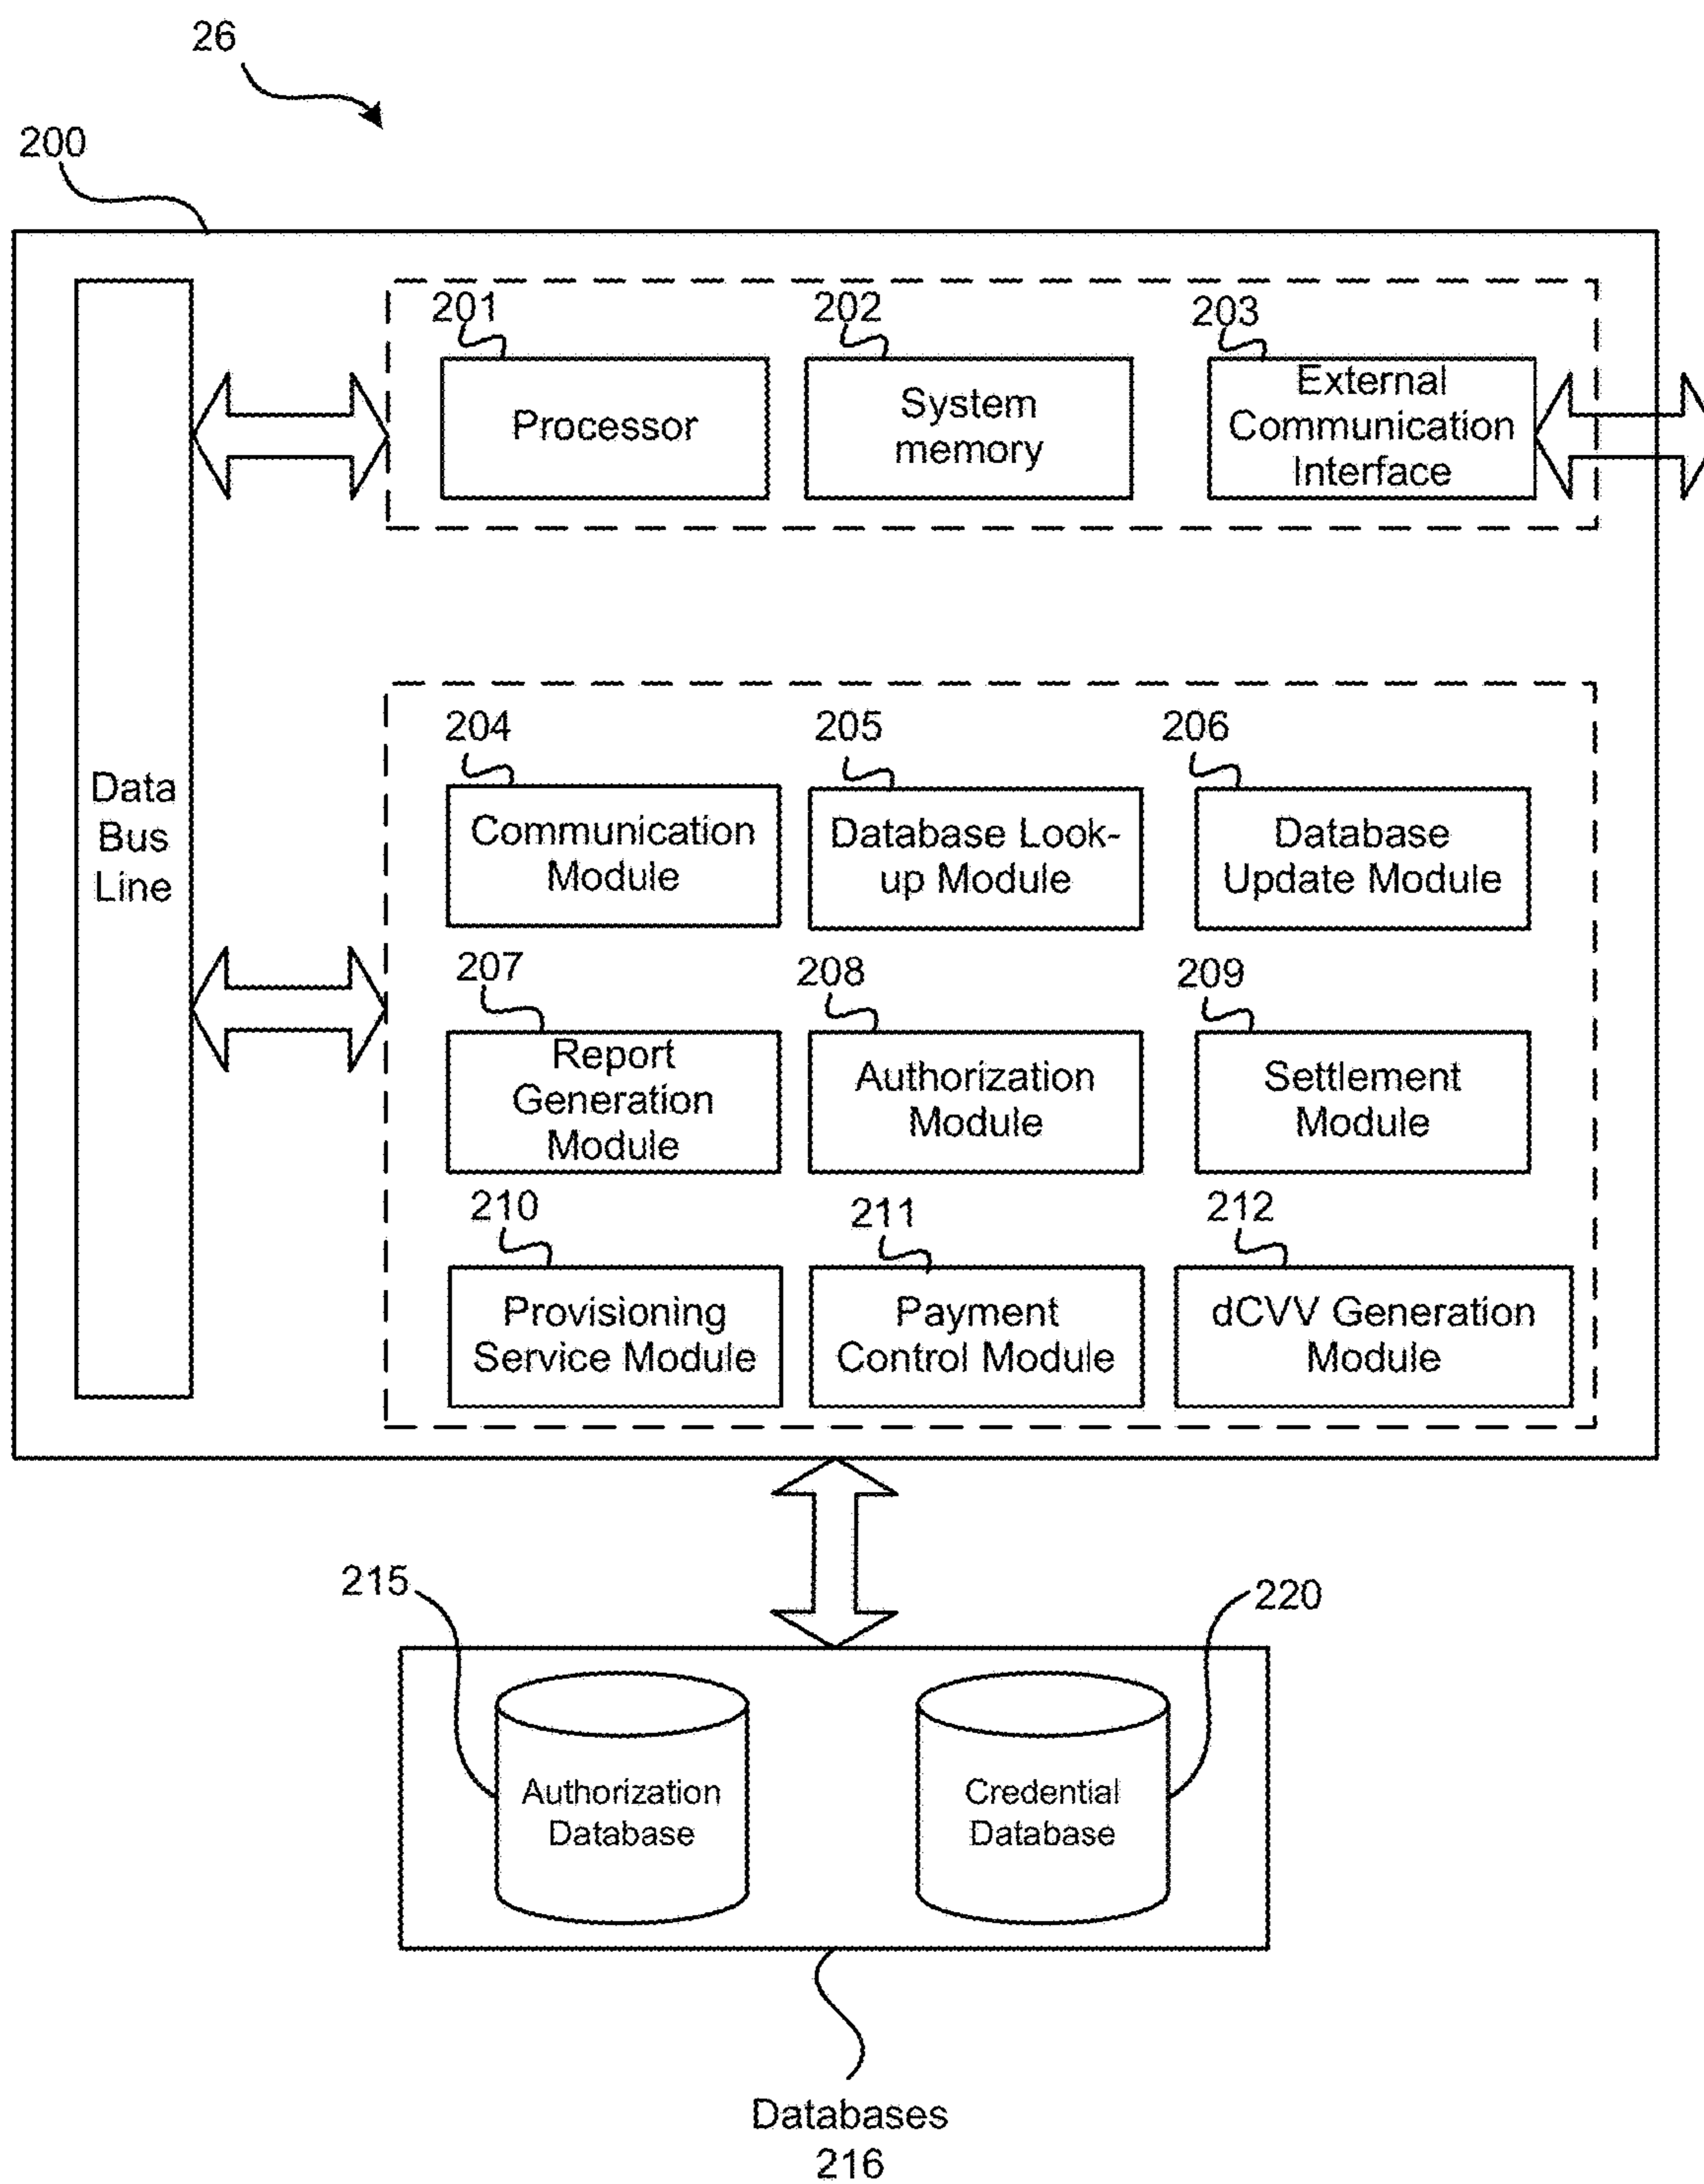 26
200
201
202
203
Processor
System
memory
External
Communication
Interface
Data
Bus
Line
204
205
206
Communication
Module
Database Look-
up Module
Database
Update Module
207
208
209
Report
Generation
Module
Authorization
Module
Settlement
Module
210
211
212
Provisioning
Service Module
Payment
Control Module
dCVV Generation
Module
215
220
Authorization
Database
Credential
Database
Databases
216